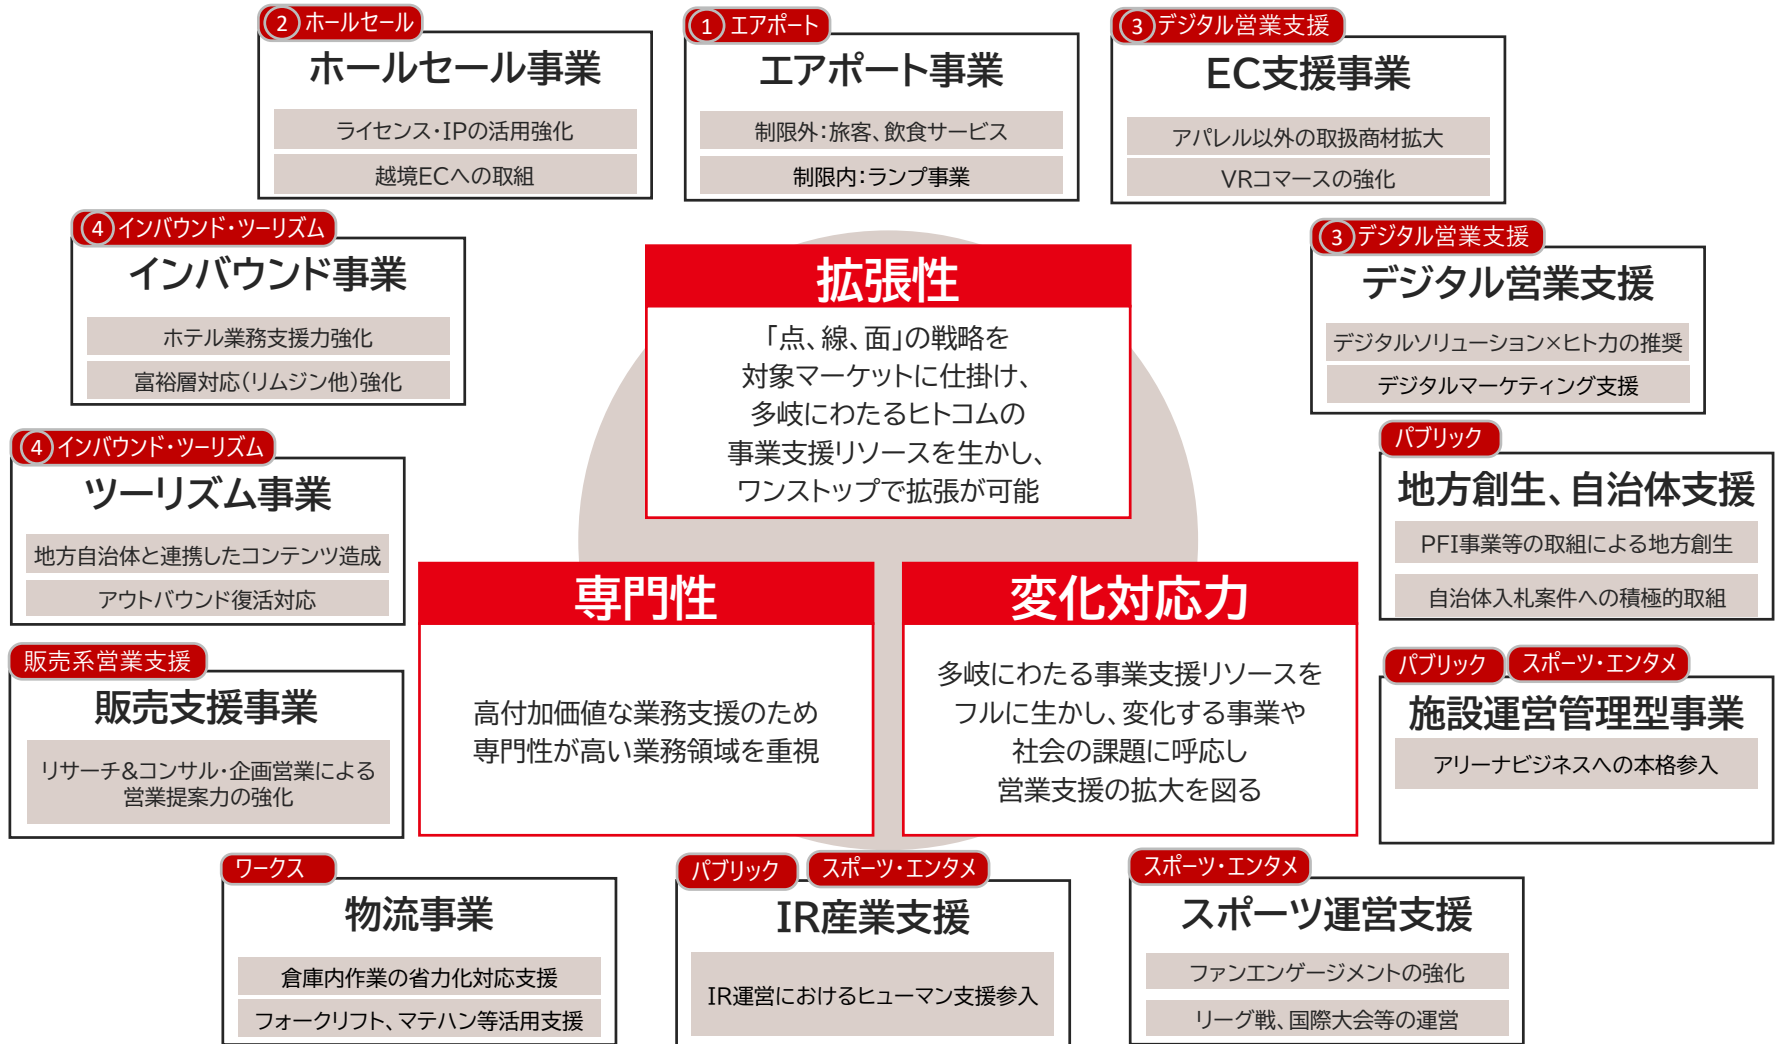 ② ホールセール
ホールセール事業
ライセンス・IPの活用強化
越境ECへの取組
① エアポート
エアポート事業
制限外：旅客、飲食サービス
制限内：ランプ事業
③ デジタル営業支援
EC支援事業
アパレル以外の取扱商材拡大
VRコマースの強化
④ インバウンド・ツーリズム
インバウンド事業
ホテル業務支援力強化
富裕層対応（リムジン他）強化
③ デジタル営業支援
デジタル営業支援
デジタルソリューション×ヒト力の推奨
デジタルマーケティング支援
拡張性
「点、線、面」の戦略を
対象マーケットに仕掛け、
多岐にわたるヒトコムの
事業支援リソースを生かし、
ワンストップで拡張が可能
④ インバウンド・ツーリズム
ツーリズム事業
地方自治体と連携したコンテンツ造成
アウトバウンド復活対応
パブリック
地方創生、自治体支援
PFI事業等の取組による地方創生
自治体入札案件への積極的取組
専門性
高付加価値な業務支援のため
専門性が高い業務領域を重視
変化対応力
多岐にわたる事業支援リソースを
フルに生かし、変化する事業や
社会の課題に呼応し
営業支援の拡大を図る
販売系営業支援
販売支援事業
リサーチ&コンサル・企画営業による
営業提案力の強化
パブリック スポーツ・エンタメ
施設運営管理型事業
アリーナビジネスへの本格参入
ワークス
物流事業
倉庫内作業の省力化対応支援
フォークリフト、マテハン等活用支援
パブリック スポーツ・エンタメ
IR産業支援
IR運営におけるヒューマン支援参入
スポーツ・エンタメ
スポーツ運営支援
ファンエンゲージメントの強化
リーグ戦、国際大会等の運営